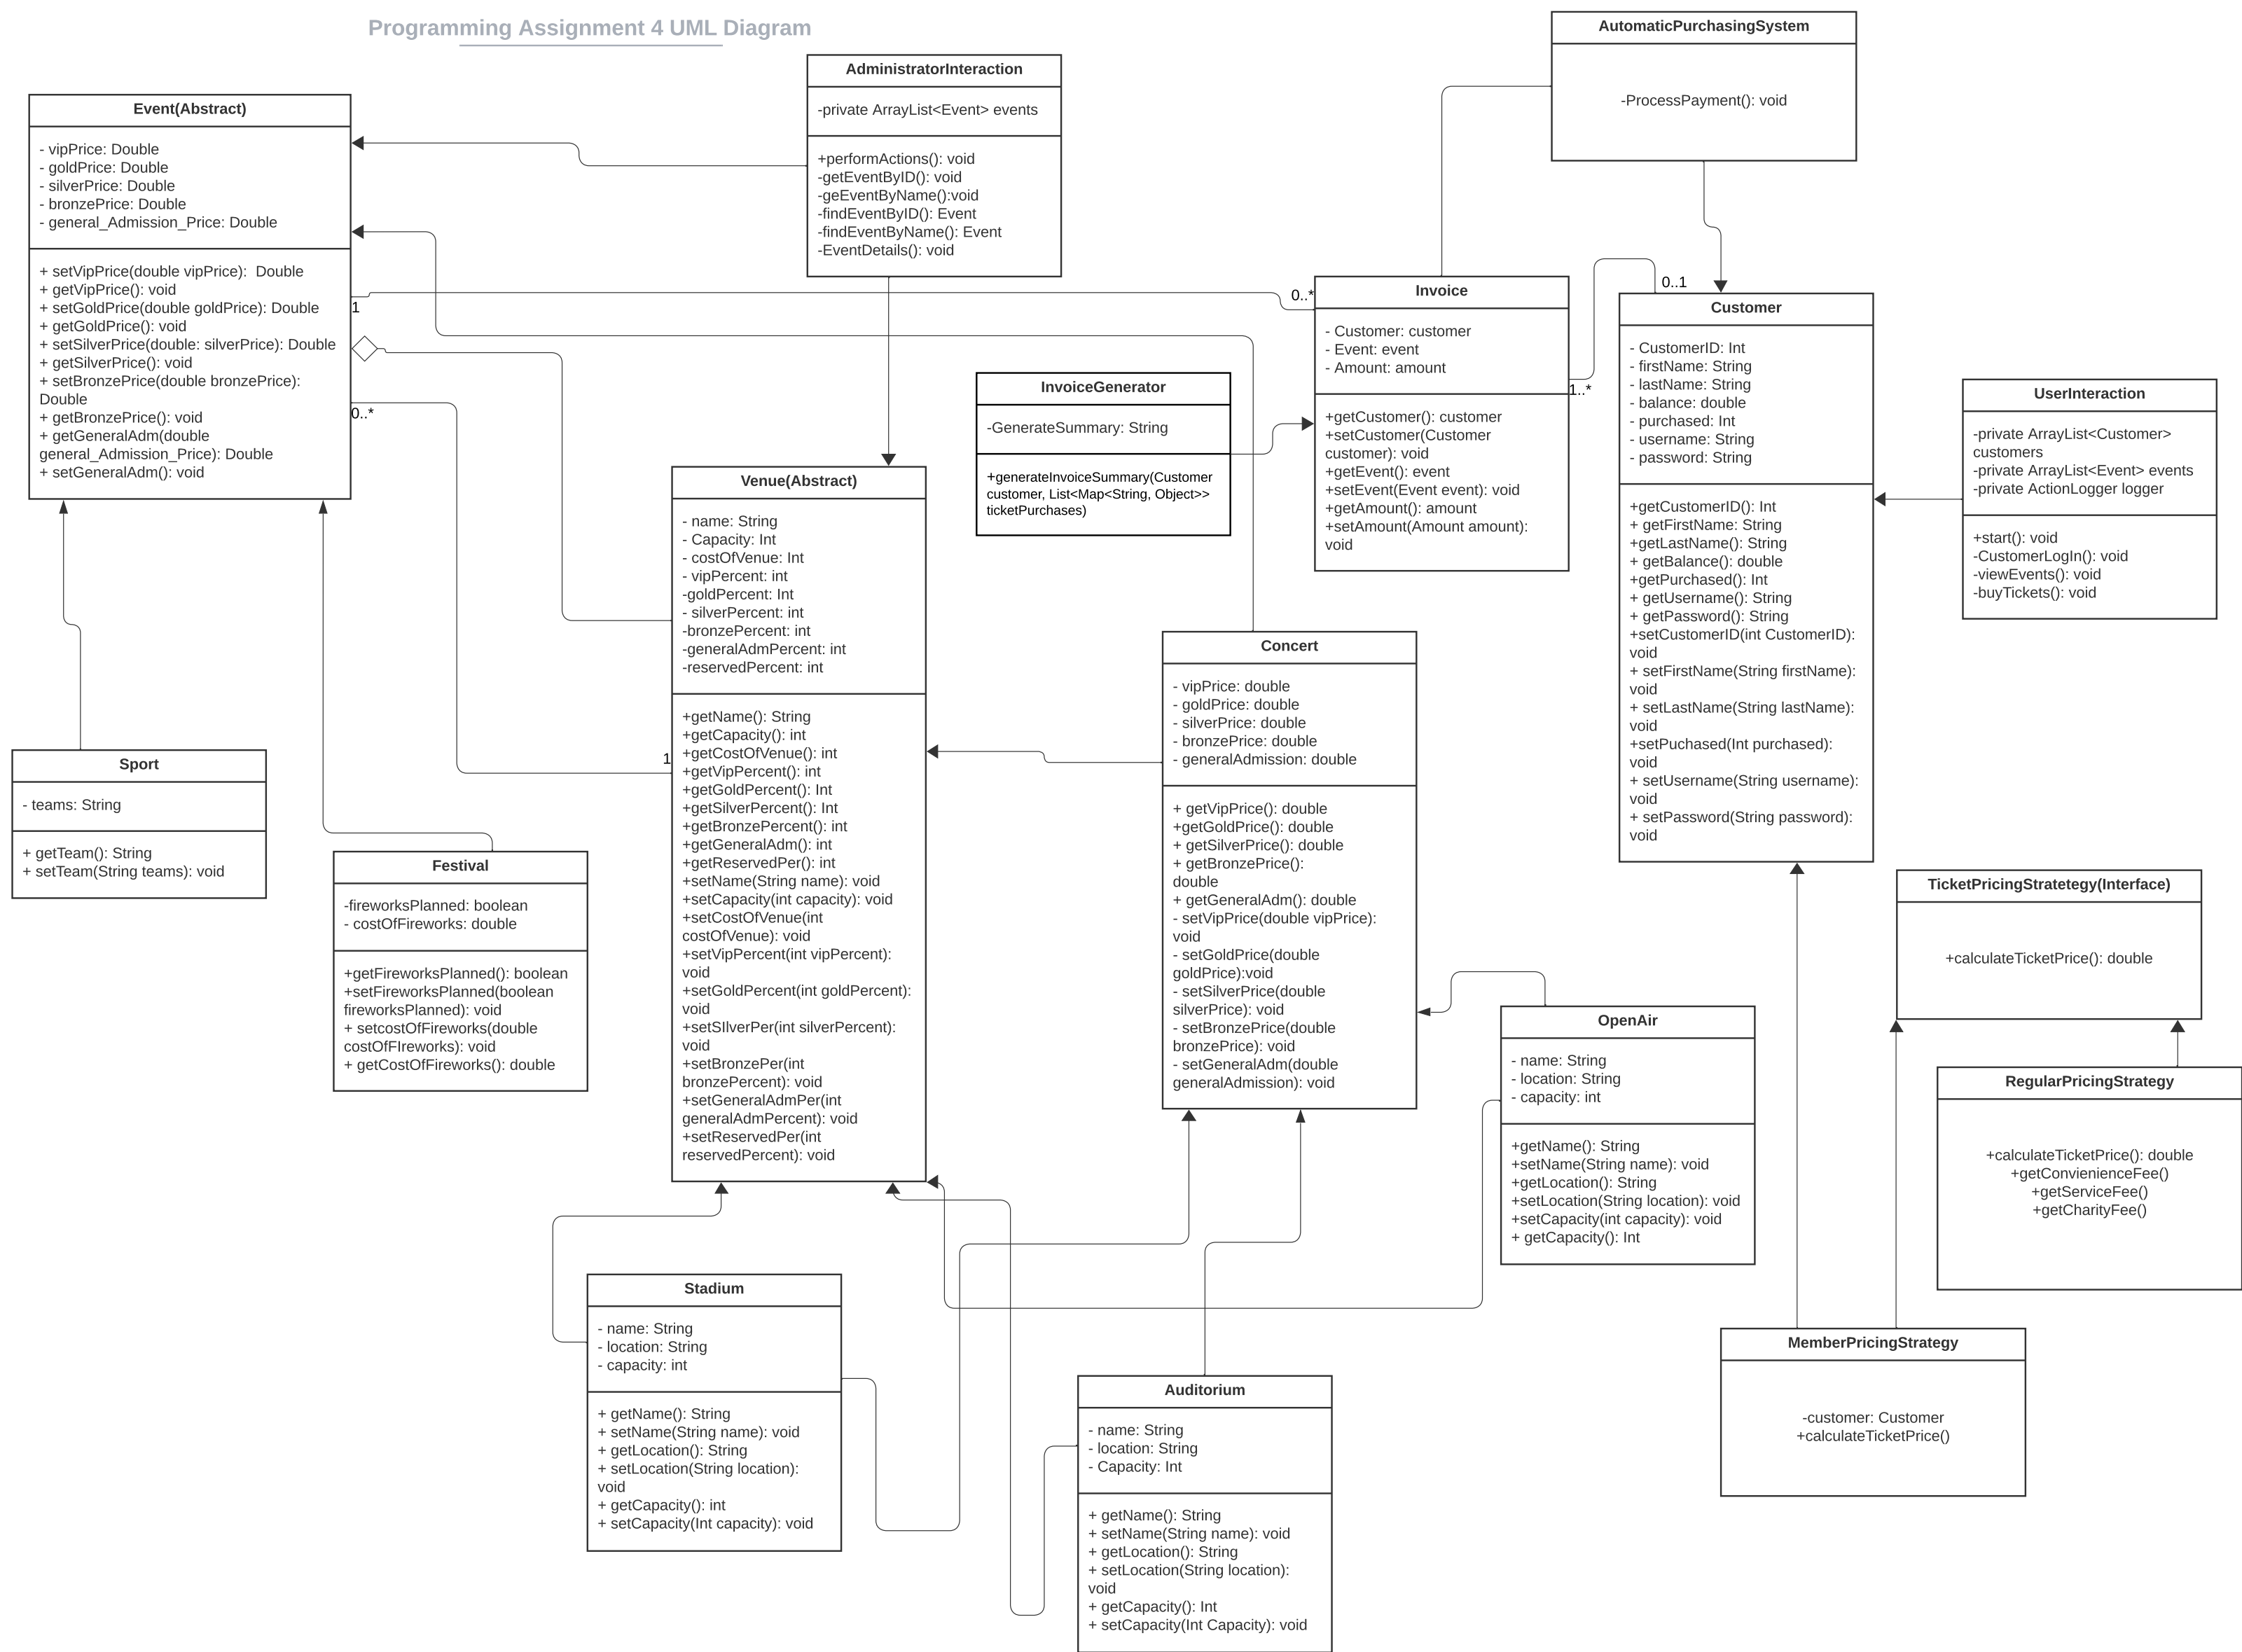 Programming Assignment 4 UML Diagram
Event(Abstract)
- vipPrice: Double
- goldPrice: Double
- silverPrice: Double
- bronzePrice: Double
- general_Admission_Price: Double
+ setVipPrice(double vipPrice):  Double
+ getVipPrice(): void
+ setGoldPrice(double goldPrice): Double
+ getGoldPrice(): void
+ setSilverPrice(double: silverPrice): Double
+ getSilverPrice(): void
+ setBronzePrice(double bronzePrice):
Double
+ getBronzePrice(): void
+ getGeneralAdm(double
general_Admission_Price): Double
+ setGeneralAdm(): void
1
0..*
AdministratorInteraction
-private ArrayList<Event> events
+performActions(): void
-getEventByID(): void
-geEventByName():void
-findEventByID(): Event
-findEventByName(): Event
-EventDetails(): void
AutomaticPurchasingSystem
-ProcessPayment(): void
0..*
Invoice
- Customer: customer
- Event: event
- Amount: amount
+getCustomer(): customer
+setCustomer(Customer
customer): void
+getEvent(): event
+setEvent(Event event): void
+getAmount(): amount
+setAmount(Amount amount):
void
1..*
0..1
Customer
- CustomerID: Int
- firstName: String
- lastName: String
- balance: double
- purchased: Int
- username: String
- password: String
+getCustomerID(): Int
+ getFirstName: String
+getLastName(): String
+ getBalance(): double
+getPurchased(): Int
+ getUsername(): String
+ getPassword(): String
+setCustomerID(int CustomerID):
void
+ setFirstName(String firstName):
void
+ setLastName(String lastName):
void
+setPuchased(Int purchased):
void
+ setUsername(String username):
void
+ setPassword(String password):
void
UserInteraction
-private ArrayList<Customer>
customers
-private ArrayList<Event> events
-private ActionLogger logger
+start(): void
-CustomerLogIn(): void
-viewEvents(): void
-buyTickets(): void
InvoiceGenerator
-GenerateSummary: String
+generateInvoiceSummary(Customer
customer, List<Map<String, Object>>
ticketPurchases)
Venue(Abstract)
- name: String
- Capacity: Int
- costOfVenue: Int
- vipPercent: int
-goldPercent: Int
- silverPercent: int
-bronzePercent: int
-generalAdmPercent: int
-reservedPercent: int
+getName(): String
+getCapacity(): int
+getCostOfVenue(): int
+getVipPercent(): int
+getGoldPercent(): Int
+getSilverPercent(): Int
+getBronzePercent(): int
+getGeneralAdm(): int
+getReservedPer(): int
+setName(String name): void
+setCapacity(int capacity): void
+setCostOfVenue(int
costOfVenue): void
+setVipPercent(int vipPercent):
void
+setGoldPercent(int goldPercent):
void
+setSIlverPer(int silverPercent):
void
+setBronzePer(int
bronzePercent): void
+setGeneralAdmPer(int
generalAdmPercent): void
+setReservedPer(int
reservedPercent): void
1
Concert
- vipPrice: double
- goldPrice: double
- silverPrice: double
- bronzePrice: double
- generalAdmission: double
+ getVipPrice(): double
+getGoldPrice(): double
+ getSilverPrice(): double
+ getBronzePrice():
double
+ getGeneralAdm(): double
- setVipPrice(double vipPrice):
void
- setGoldPrice(double
goldPrice):void
- setSilverPrice(double
silverPrice): void
- setBronzePrice(double
bronzePrice): void
- setGeneralAdm(double
generalAdmission): void
Sport
- teams: String
+ getTeam(): String
+ setTeam(String teams): void
Festival
-fireworksPlanned: boolean
- costOfFireworks: double
+getFireworksPlanned(): boolean
+setFireworksPlanned(boolean
fireworksPlanned): void
+ setcostOfFireworks(double
costOfFIreworks): void
+ getCostOfFireworks(): double
TicketPricingStratetegy(Interface)
+calculateTicketPrice(): double
OpenAir
- name: String
- location: String
- capacity: int
+getName(): String
+setName(String name): void
+getLocation(): String
+setLocation(String location): void
+setCapacity(int capacity): void
+ getCapacity(): Int
RegularPricingStrategy
+calculateTicketPrice(): double
+getConvienienceFee()
+getServiceFee()
+getCharityFee()
Stadium
- name: String
- location: String
- capacity: int
+ getName(): String
+ setName(String name): void
+ getLocation(): String
+ setLocation(String location):
void
+ getCapacity(): int
+ setCapacity(Int capacity): void
Auditorium
- name: String
- location: String
- Capacity: Int
+ getName(): String
+ setName(String name): void
+ getLocation(): String
+ setLocation(String location):
void
+ getCapacity(): Int
+ setCapacity(Int Capacity): void
MemberPricingStrategy
-customer: Customer
+calculateTicketPrice()